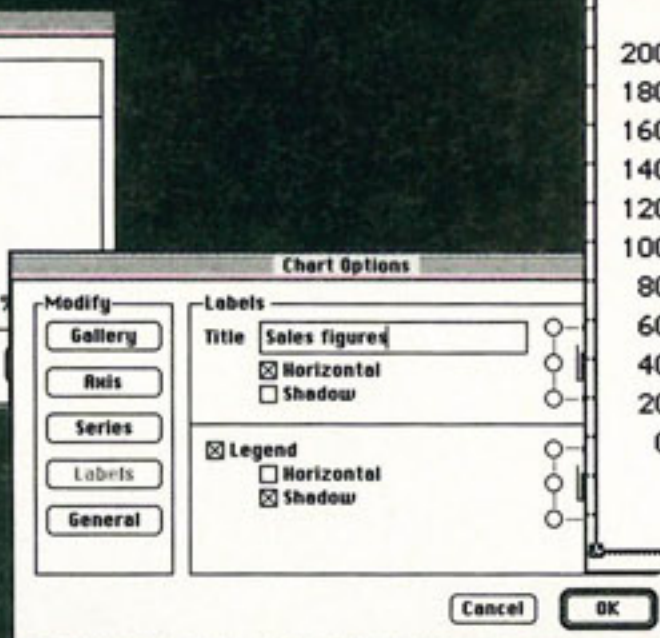 Chart Options
Modify
Gallery
Axis
Series
Labels
General
Labels
Title Sales figures
Horizontal
Shadow
Legend
Horizontal
Shadow
Cancel
OK
200
180
160
140
120
100
80
60
40
20
0
%